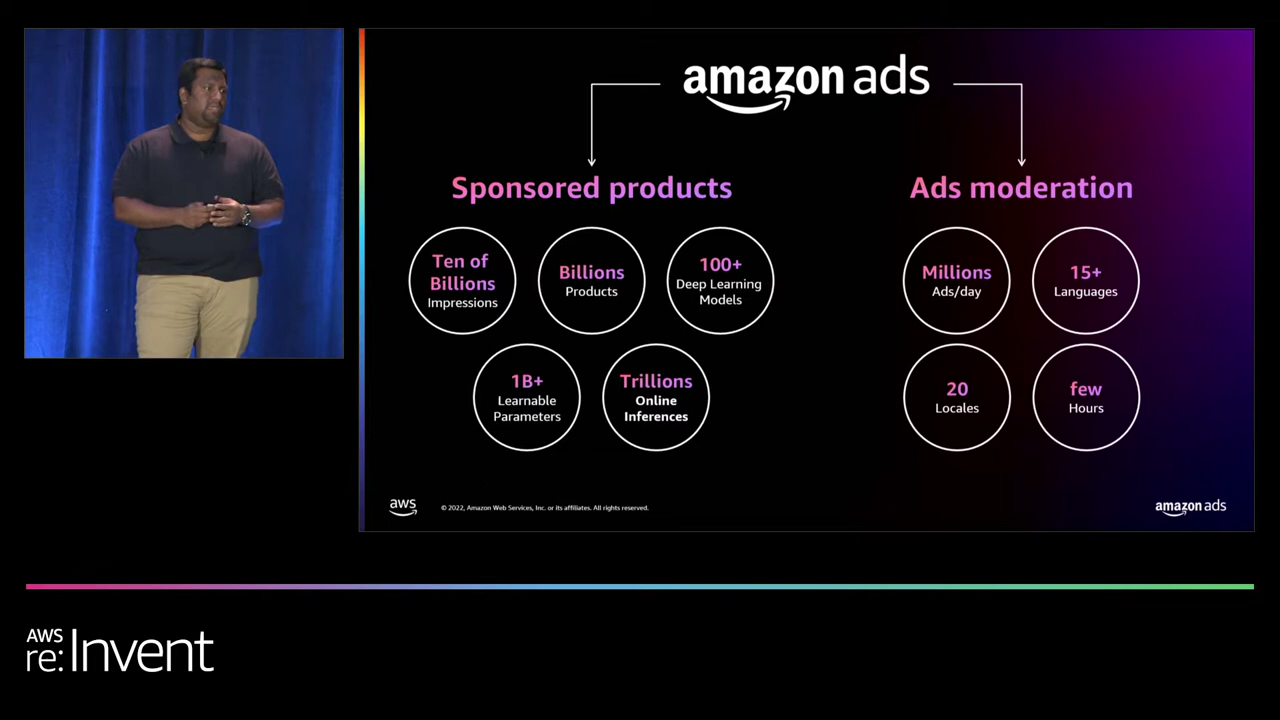 amazon ads
Sponsored products
Ads moderation
Ten of
Billions
Impressions
Billions
Products
100+
Deep Learning
Models
Millions
Ads/day
15+
Languages
1B+
Learnable
Parameters
Trillions
Online
Inferences
20
Locales
few
Hours
aws
© 2022, Amazon Web Services, Inc. or its affiliates. All rights reserved.
amazon ads
AWS
re:Invent